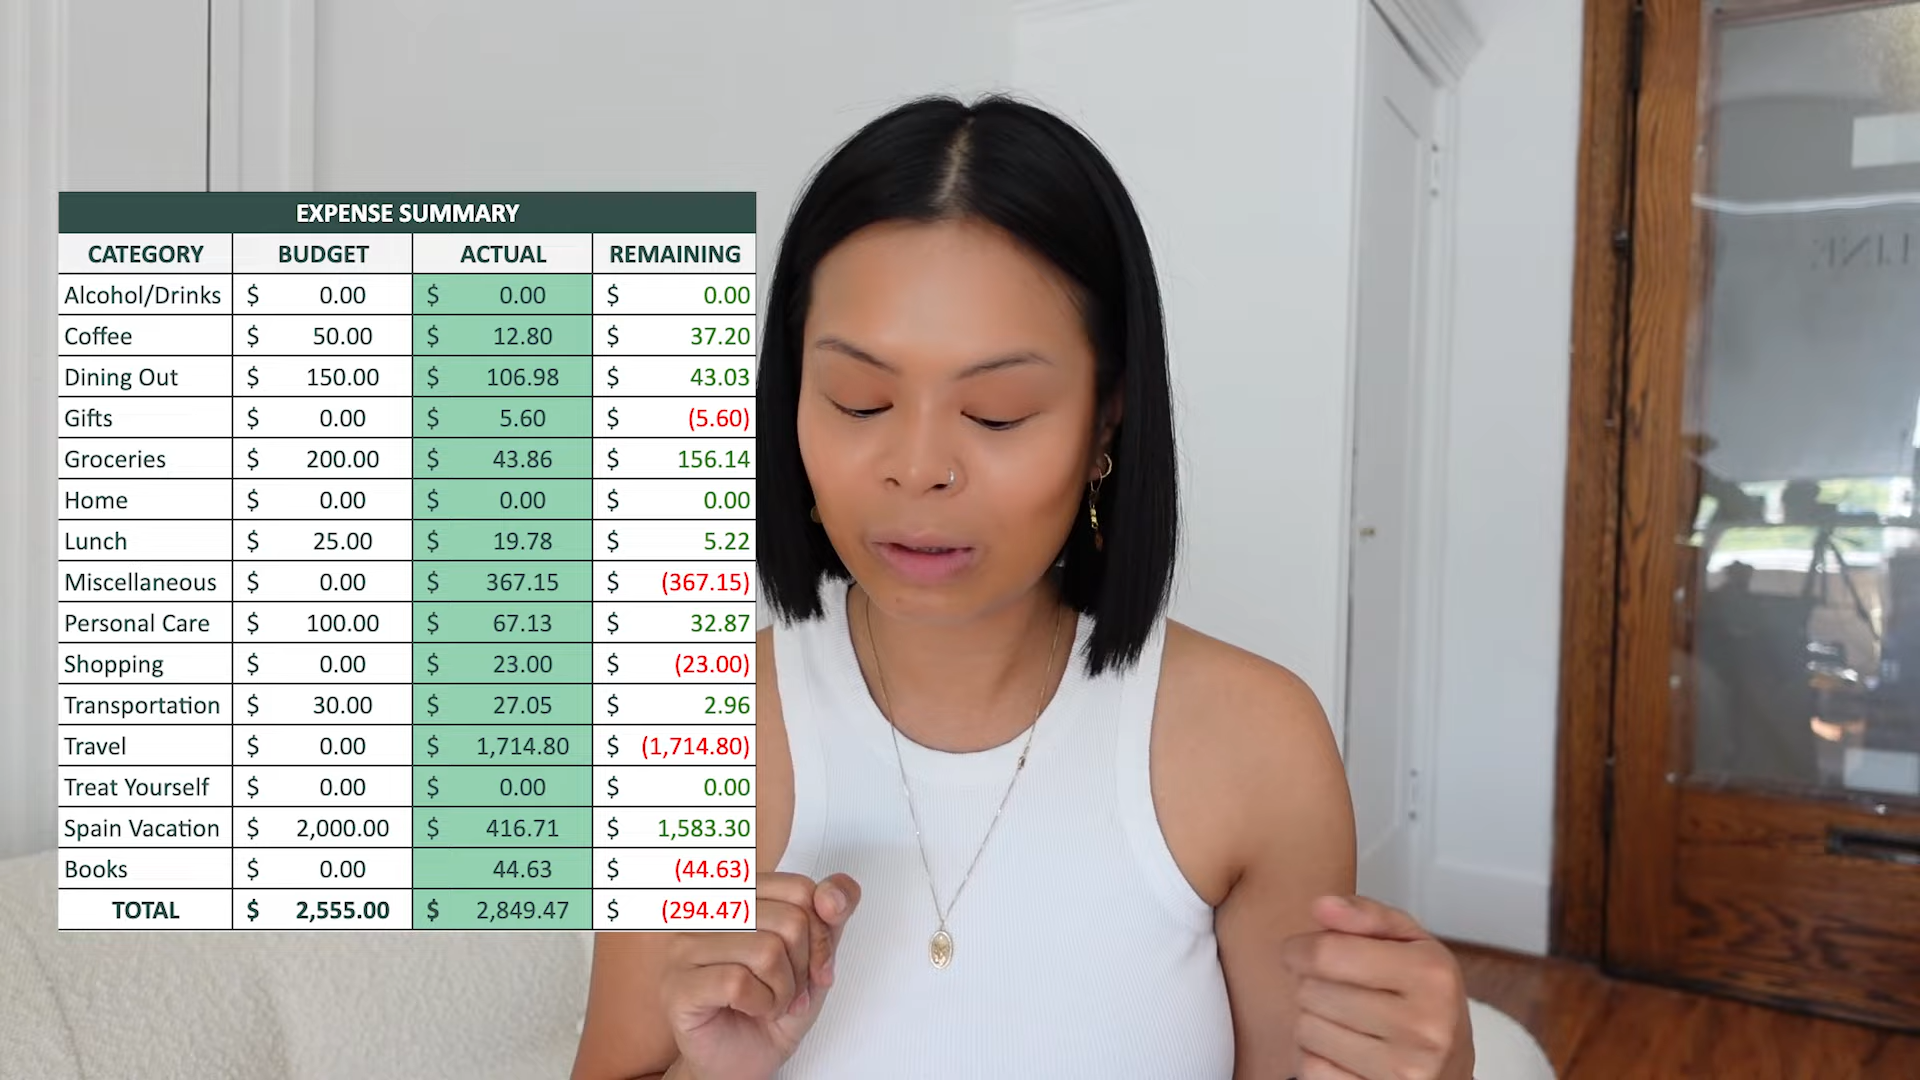 EXPENSE SUMMARY
CATEGORY BUDGET ACTUAL REMAINING
Alcohol/Drinks $ 0.00 $ 0.00 $ 0.00
Coffee $ 50.00 $ 12.80 $ 37.20
Dining Out $ 150.00 $ 106.98 $ 43.03
Gifts $ 0.00 $ 5.60 $ (5.60)
Groceries $ 200.00 $ 43.86 $ 156.14
Home $ 0.00 $ 0.00 $ 0.00
Lunch $ 25.00 $ 19.78 $ 5.22
Miscellaneous $ 0.00 $ 367.15 $ (367.15)
Personal Care $ 100.00 $ 67.13 $ 32.87
Shopping $ 0.00 $ 23.00 $ (23.00)
Transportation $ 30.00 $ 27.05 $ 2.96
Travel $ 0.00 $ 1,714.80 $ (1,714.80)
Treat Yourself $ 0.00 $ 0.00 $ 0.00
Spain Vacation $ 2,000.00 $ 416.71 $ 1,583.30
Books $ 0.00 44.63 $ (44.63)
TOTAL $ 2,555.00 $ 2,849.47 $ (294.47)